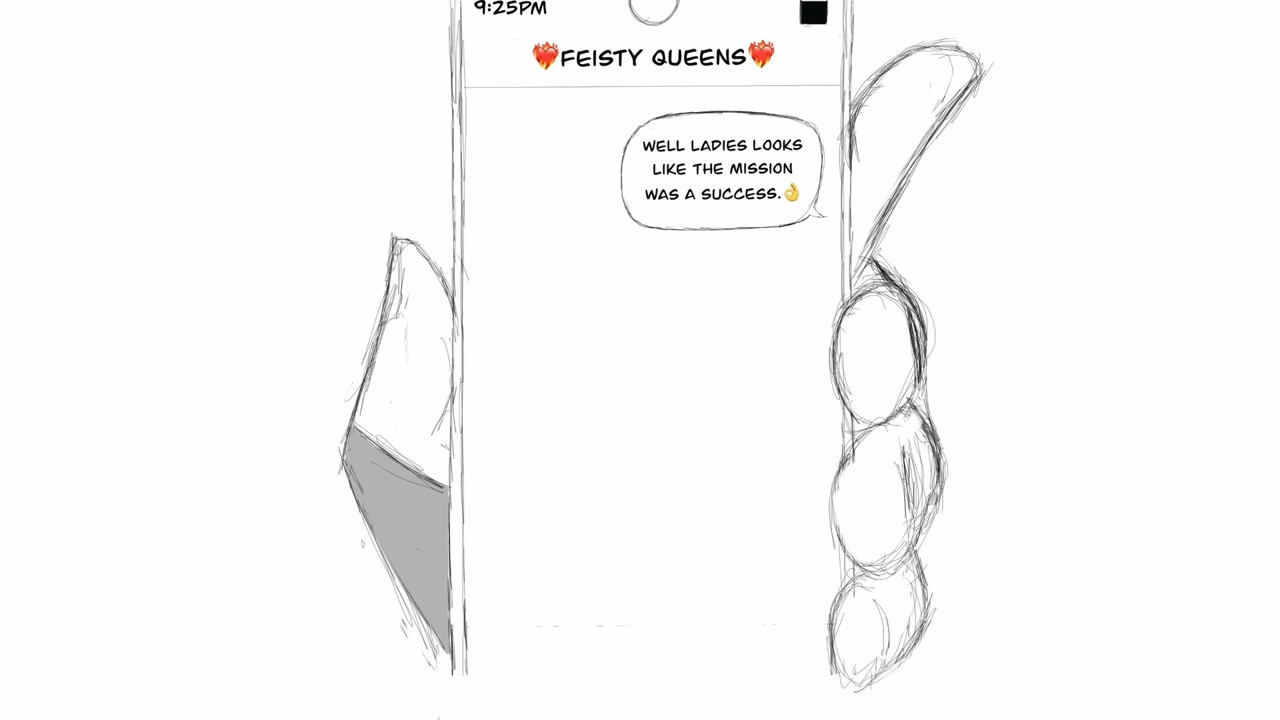 9:25PM
❤️‍🔥FEISTY QUEENS❤️‍🔥
WELL LADIES LOOKS
LIKE THE MISSION
WAS A SUCCESS.👌